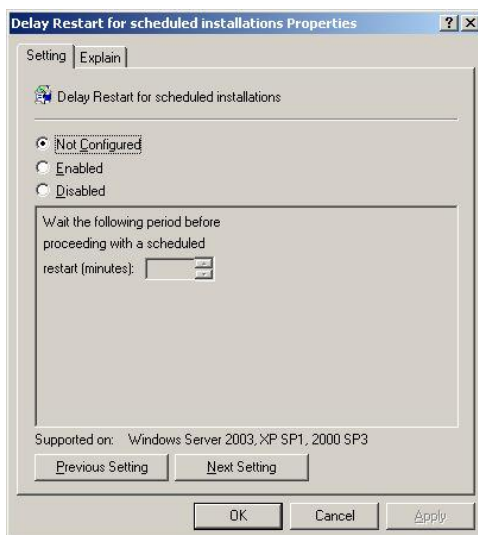 Delay Restart for scheduled installations Properties
Setting
Explain
Delay Restart for scheduled installations
Not Configured
Enabled
Disabled
Wait the following period before
proceeding with a scheduled
restart (minutes):
Supported on: Windows Server 2003, XP SP1, 2000 SP3
Previous Setting
Next Setting
OK
Cancel
Apply